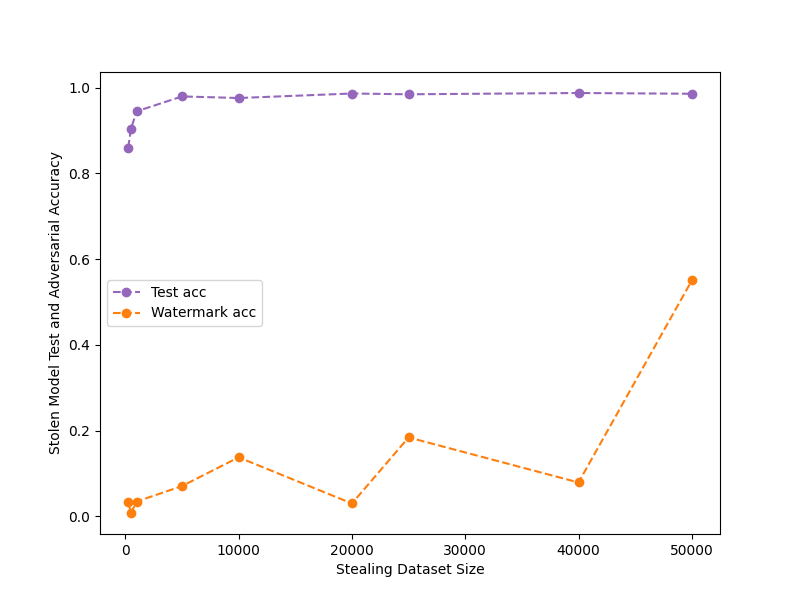 1.0
0.8
0.6
0.4
0.2
0.0
Stolen Model Test and Adversarial Accuracy
Test acc
Watermark acc
0 10000 20000 30000 40000 50000
Stealing Dataset Size